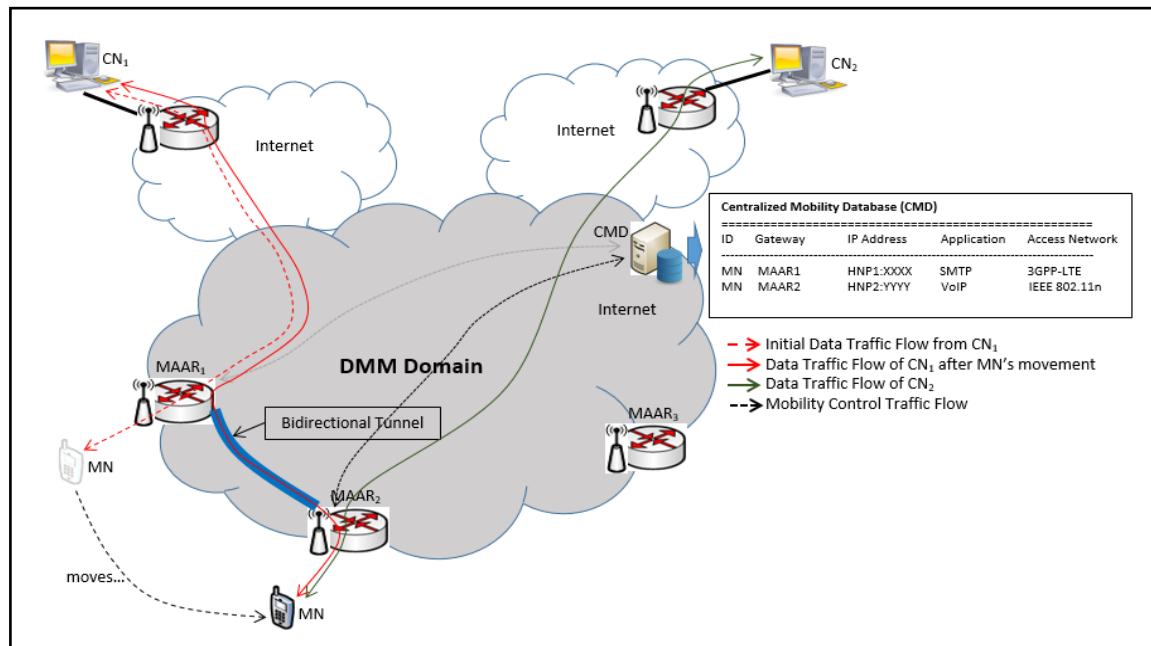 CN1
CN2
Internet
Internet
Centralized Mobility Database (CMD)
=====================================================
ID Gateway IP Address Application Access Network
-----------------------------------------------------
MN MAAR1 HNP1:XXXX SMTP 3GPP-LTE
MN MAAR2 HNP2:YYYY VoIP IEEE 802.11n
CMD
Internet
Initial Data Traffic Flow from CN1
Data Traffic Flow of CN1 after MN's movement
Data Traffic Flow of CN2
Mobility Control Traffic Flow
MAAR1
DMM Domain
Bidirectional Tunnel
MAAR3
MN
MAAR2
moves...
MN